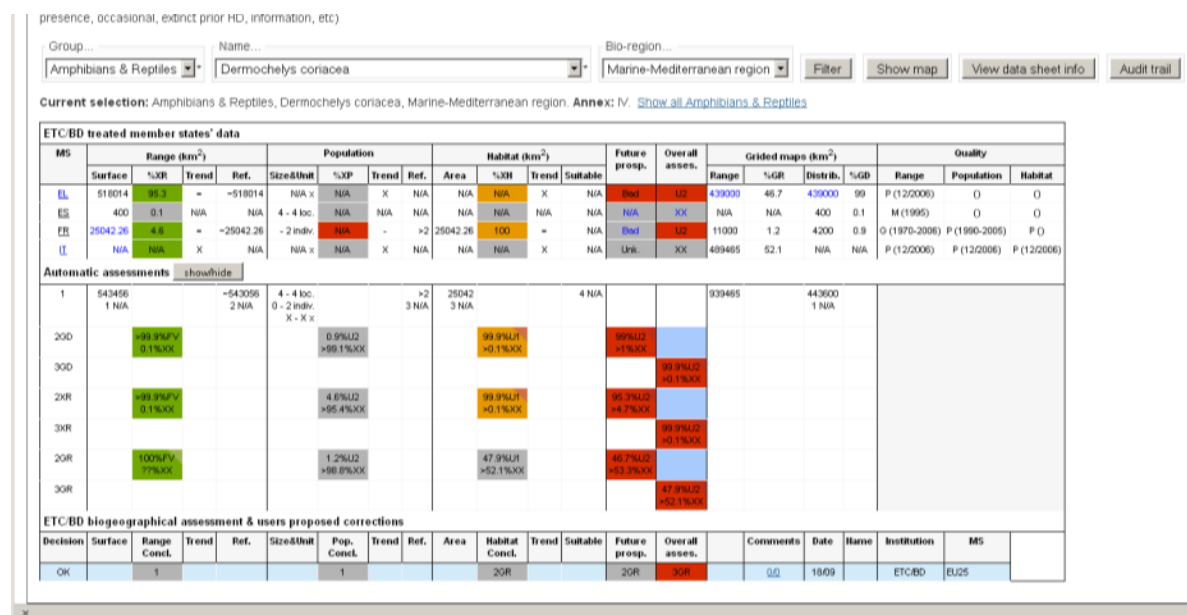 presence, occasional, extinct prior HD, information, etc)
Group... Name... Bio-region...
Amphibians & Reptiles * Dermochelys coriacea * Marine-Mediterranean region Filter Show map View data sheet info Audit trail
Current selection: Amphibians & Reptiles, Dermochelys coriacea, Marine-Mediterranean region. Annex: IV. Show all Amphibians & Reptiles
ETC/BD treated member states' data
MS Range (km2) Population Habitat (km2) Future prosp. Overall asses. Grided maps (km2) Quality
Surface %XR Trend Ref. Size&Unit %XP Trend Ref. Area %XH Trend Suitable Range %GR Distrib. %GD Range Population Habitat
EL 518014 95.3 = ~518014 N/A x N/A X N/A N/A N/A X N/A Bad U2 439000 46.7 439000 99 P (12/2006) () ()
ES 400 0.1 N/A N/A 4 - 4 loc. N/A N/A N/A N/A N/A N/A N/A N/A XX N/A N/A 400 0.1 M (1995) () ()
FR 25042.26 4.6 = ~25042.26 - 2 indiv. N/A - >2 25042.26 100 = N/A Bad U2 11000 1.2 4200 0.9 G (1970-2006) P (1990-2005) P ()
IT N/A N/A X N/A N/A x N/A X N/A N/A N/A X N/A Unk. XX 489465 52.1 N/A N/A P (12/2006) P (12/2006) P (12/2006)
Automatic assessments show/hide
1 543456 ~543056 4 - 4 loc. >2 25042 4 N/A 939465 443600
1 N/A 2 N/A 0 - 2 indiv. 3 N/A 3 N/A 1 N/A
X - X x
2GD >99.9%FV 0.9%U2 99.9%U1 99%U2
0.1%XX >99.1%XX >0.1%XX >1%XX
3GD 99.9%U2
>0.1%XX
2XR >99.9%FV 4.6%U2 99.9%U1 95.3%U2
0.1%XX >95.4%XX >0.1%XX >4.7%XX
3XR 99.9%U2
>0.1%XX
2GR 100%FV 1.2%U2 47.9%U1 46.7%U2
??%XX >98.8%XX >52.1%XX >53.3%XX
3GR 47.9%U2
>52.1%XX
ETC/BD biogeographical assessment & users proposed corrections
Decision Surface Range Concl. Trend Ref. Size&Unit Pop. Concl. Trend Ref. Area Habitat Concl. Trend Suitable Future prosp. Overall asses. Comments Date Name Institution MS
OK 1 1 2GR 2GR 3GR 0/0 18/09 ETC/BD EU25